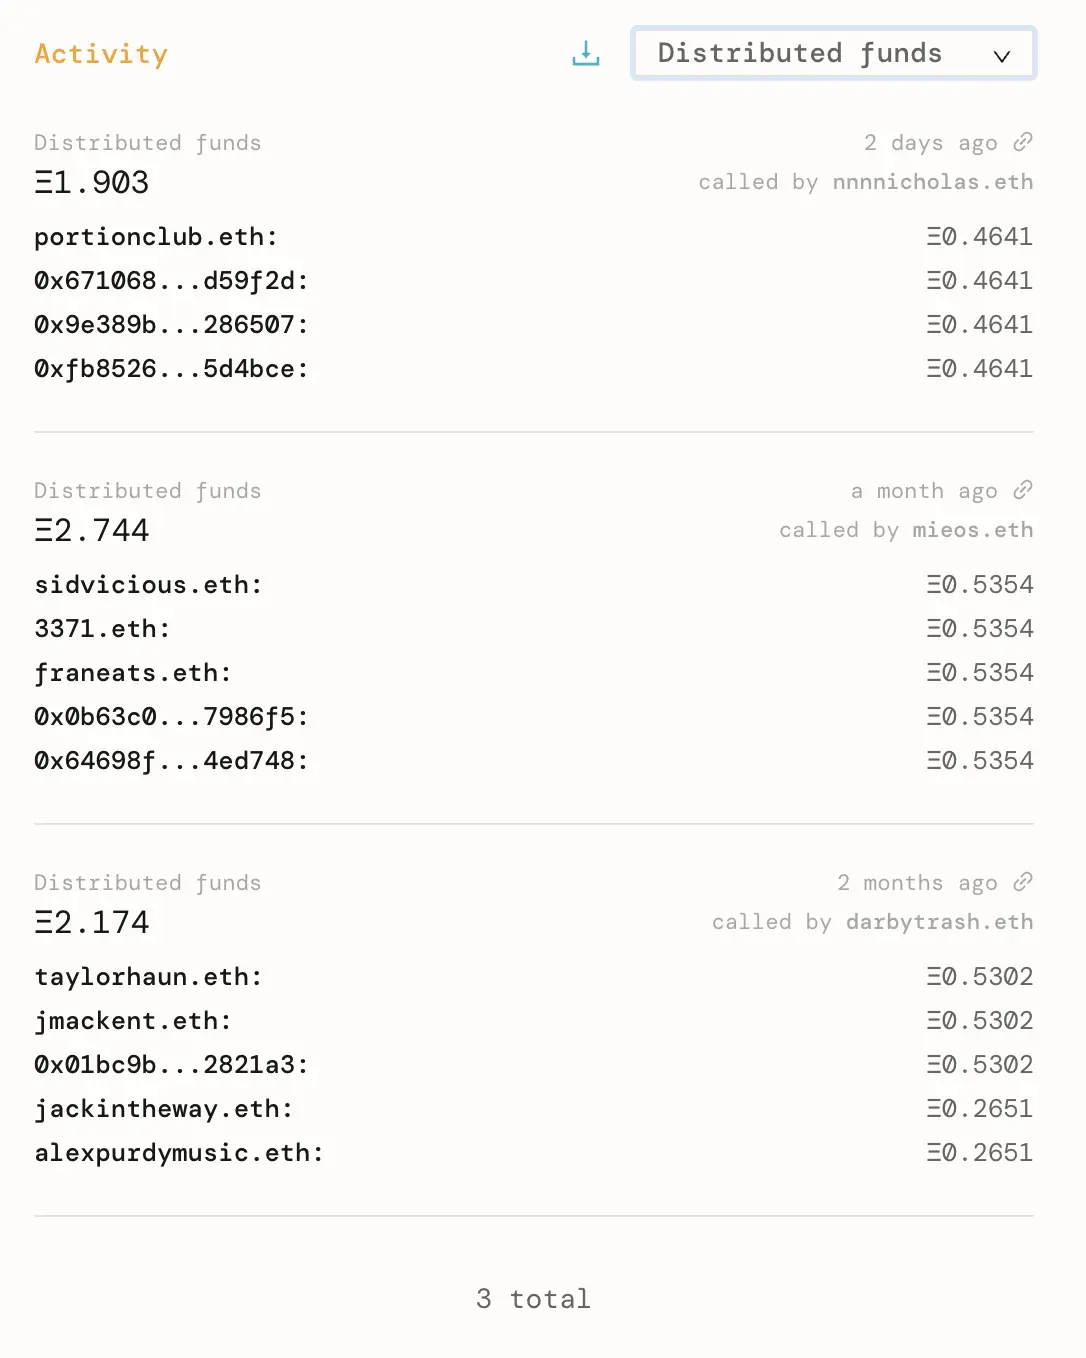 Activity
Distributed funds
Distributed funds 2 days ago
Ξ1.903 called by nnnnicholas.eth
portionclub.eth: Ξ0.4641
0x671068...d59f2d: Ξ0.4641
0x9e389b...286507: Ξ0.4641
0xfb8526...5d4bce: Ξ0.4641
Distributed funds a month ago
Ξ2.744 called by mieos.eth
sidvicious.eth: Ξ0.5354
3371.eth: Ξ0.5354
franeats.eth: Ξ0.5354
0x0b63c0...7986f5: Ξ0.5354
0x64698f...4ed748: Ξ0.5354
Distributed funds 2 months ago
Ξ2.174 called by darbytrash.eth
taylorhaun.eth: Ξ0.5302
jmackent.eth: Ξ0.5302
0x01bc9b...2821a3: Ξ0.5302
jackintheway.eth: Ξ0.2651
alexpurdymusic.eth: Ξ0.2651
3 total